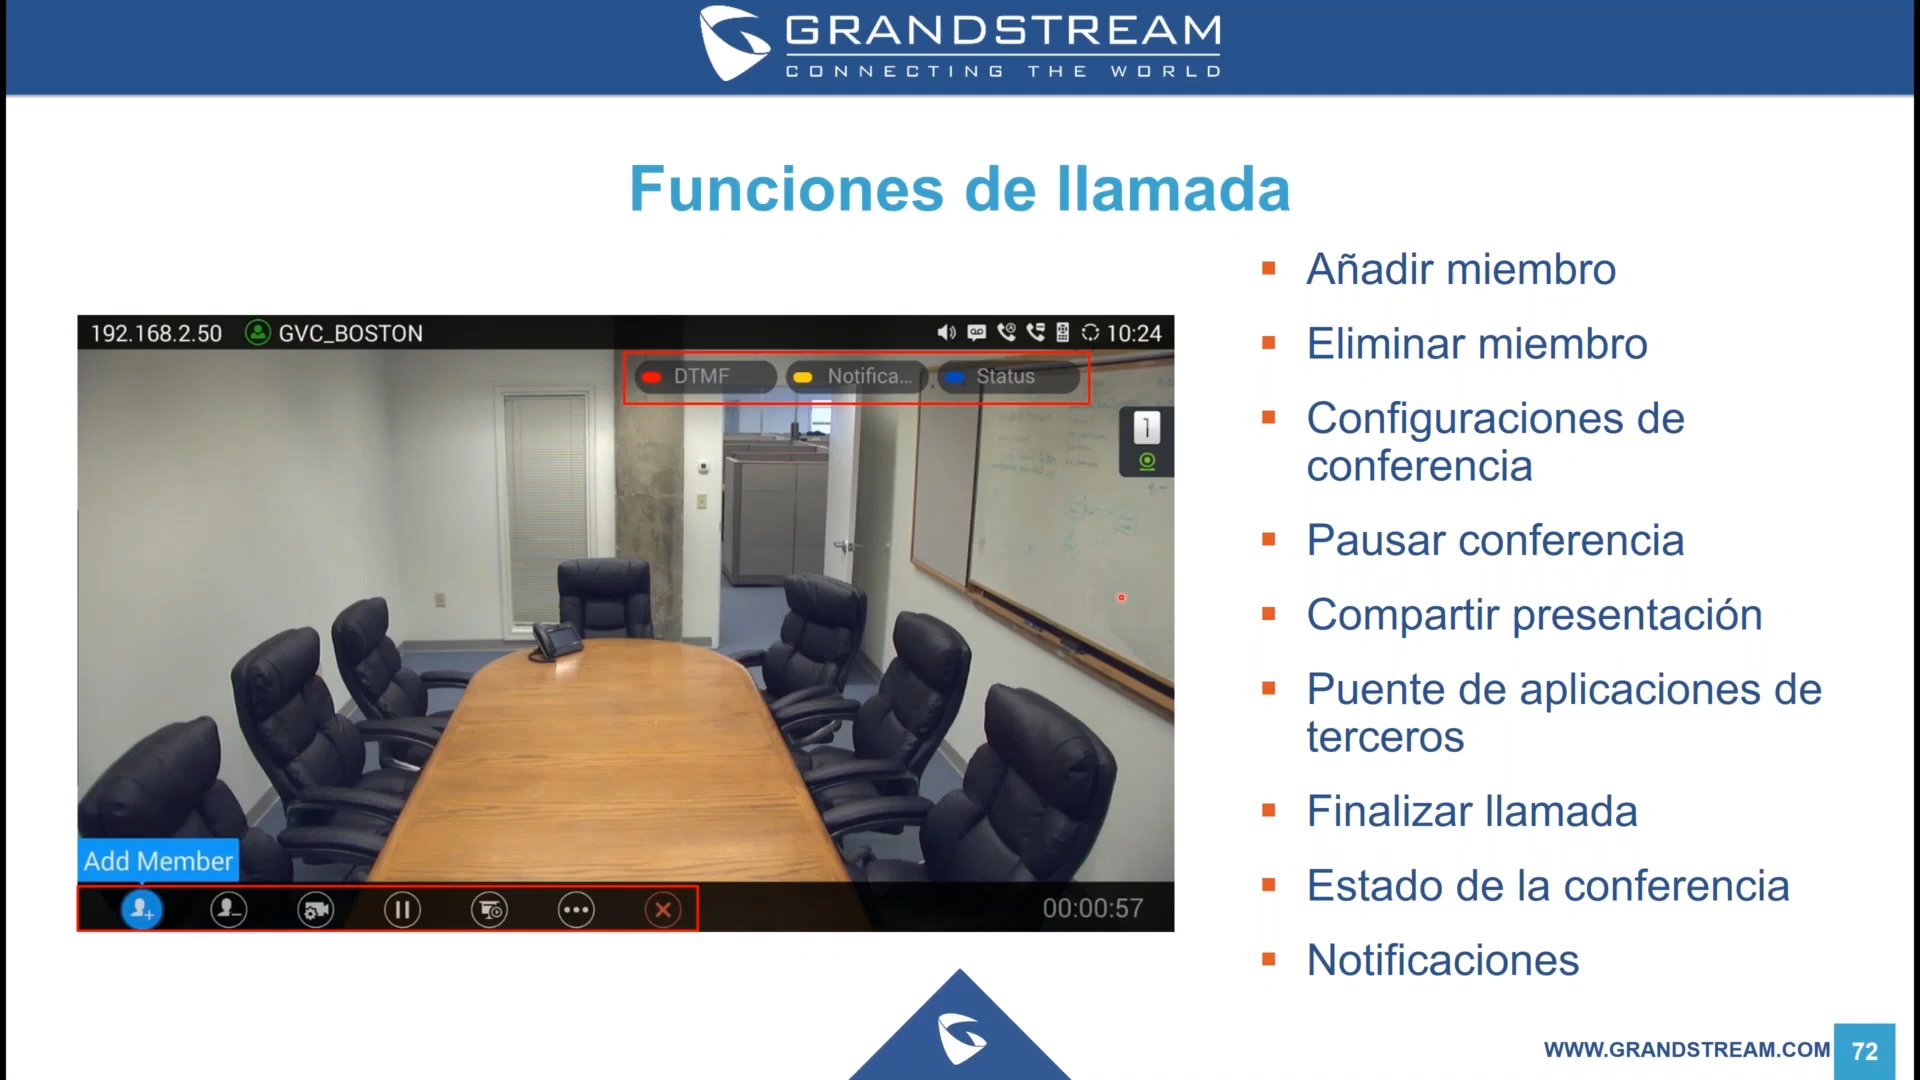 GRANDSTREAM
CONNECTING THE WORLD
Funciones de llamada
192.168.2.50 GVC_BOSTON 10:24
DTMF Notifica... Status
1
Add Member
00:00:57
Añadir miembro
Eliminar miembro
Configuraciones de
conferencia
Pausar conferencia
Compartir presentación
Puente de aplicaciones de
terceros
Finalizar llamada
Estado de la conferencia
Notificaciones
WWW.GRANDSTREAM.COM 72